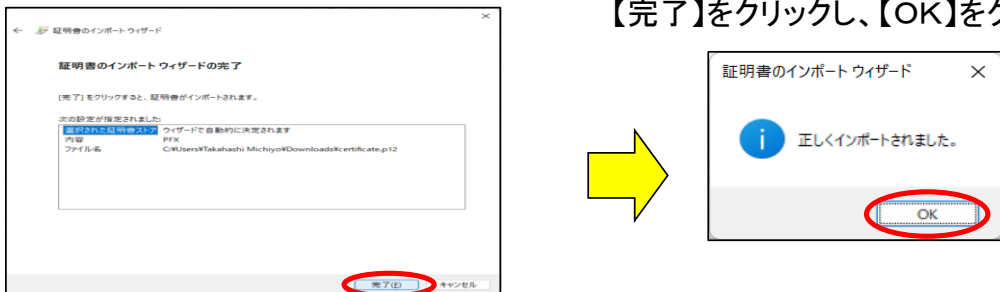 【完了】をクリックし、【OK】を
← 証明書のインポート ウィザード
証明書のインポート ウィザードの完了
[完了] をクリックすると、証明書がインポートされます。
次の設定が指定されました:
選択された証明書ストア ウィザードで自動的に決定されます
内容 PFX
ファイル名 C:¥Users¥Takahashi Michiyo¥Downloads¥certificate.p12
完了(F) キャンセル
証明書のインポート ウィザード
正しくインポートされました。
OK